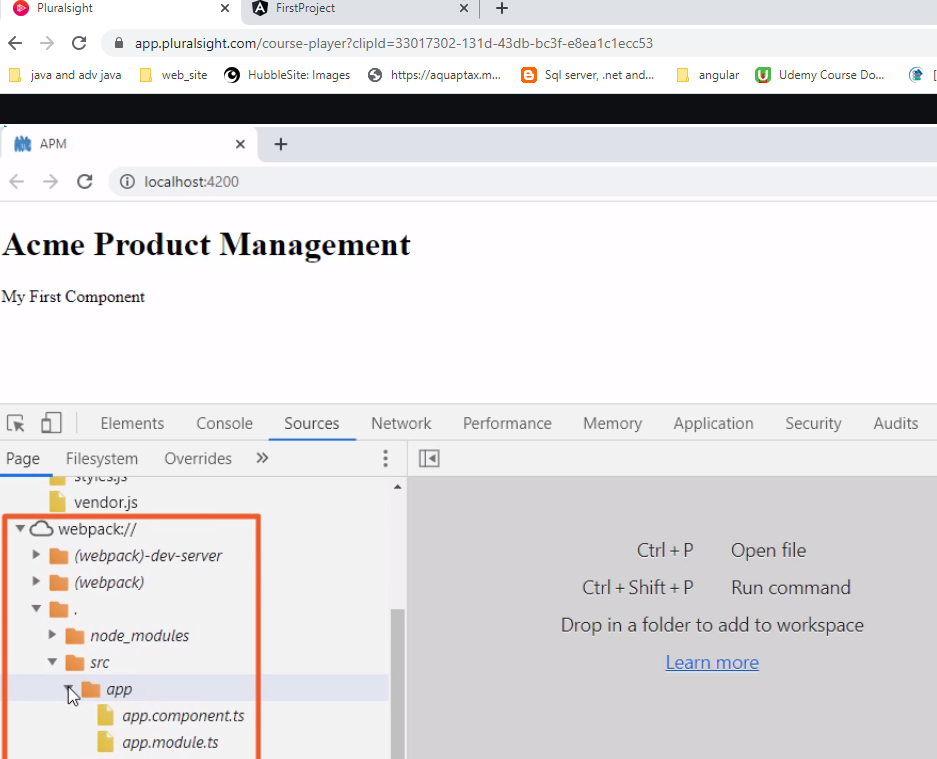 Pluralsight
FirstProject
app.pluralsight.com/course-player?clipId=33017302-131d-43db-bc3f-e8ea1c1ecc53
java and adv java web_site HubbleSite: Images https://aquaptax.m... Sql server, .net and... angular Udemy Course Do...
APM
localhost:4200
Acme Product Management
My First Component
Elements Console Sources Network Performance Memory Application Security Audits
Page Filesystem Overrides
styles.js
vendor.js
webpack://
(webpack)-dev-server
(webpack)
.
node_modules
src
app
app.component.ts
app.module.ts
Ctrl + P Open file
Ctrl + Shift + P Run command
Drop in a folder to add to workspace
Learn more